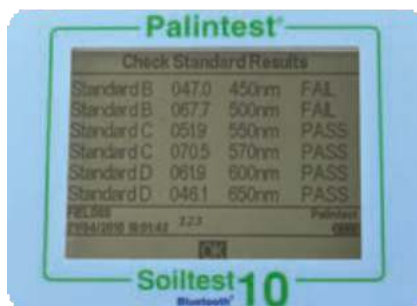 Palintest®
Check Standard Results
Standard B 047.0 450nm FAIL
Standard B 067.7 500nm FAIL
Standard C 051.9 550nm PASS
Standard C 070.5 570nm PASS
Standard D 061.9 600nm PASS
Standard D 046.1 650nm PASS
123 Palintest
OK
Soiltest 10
Bluetooth®